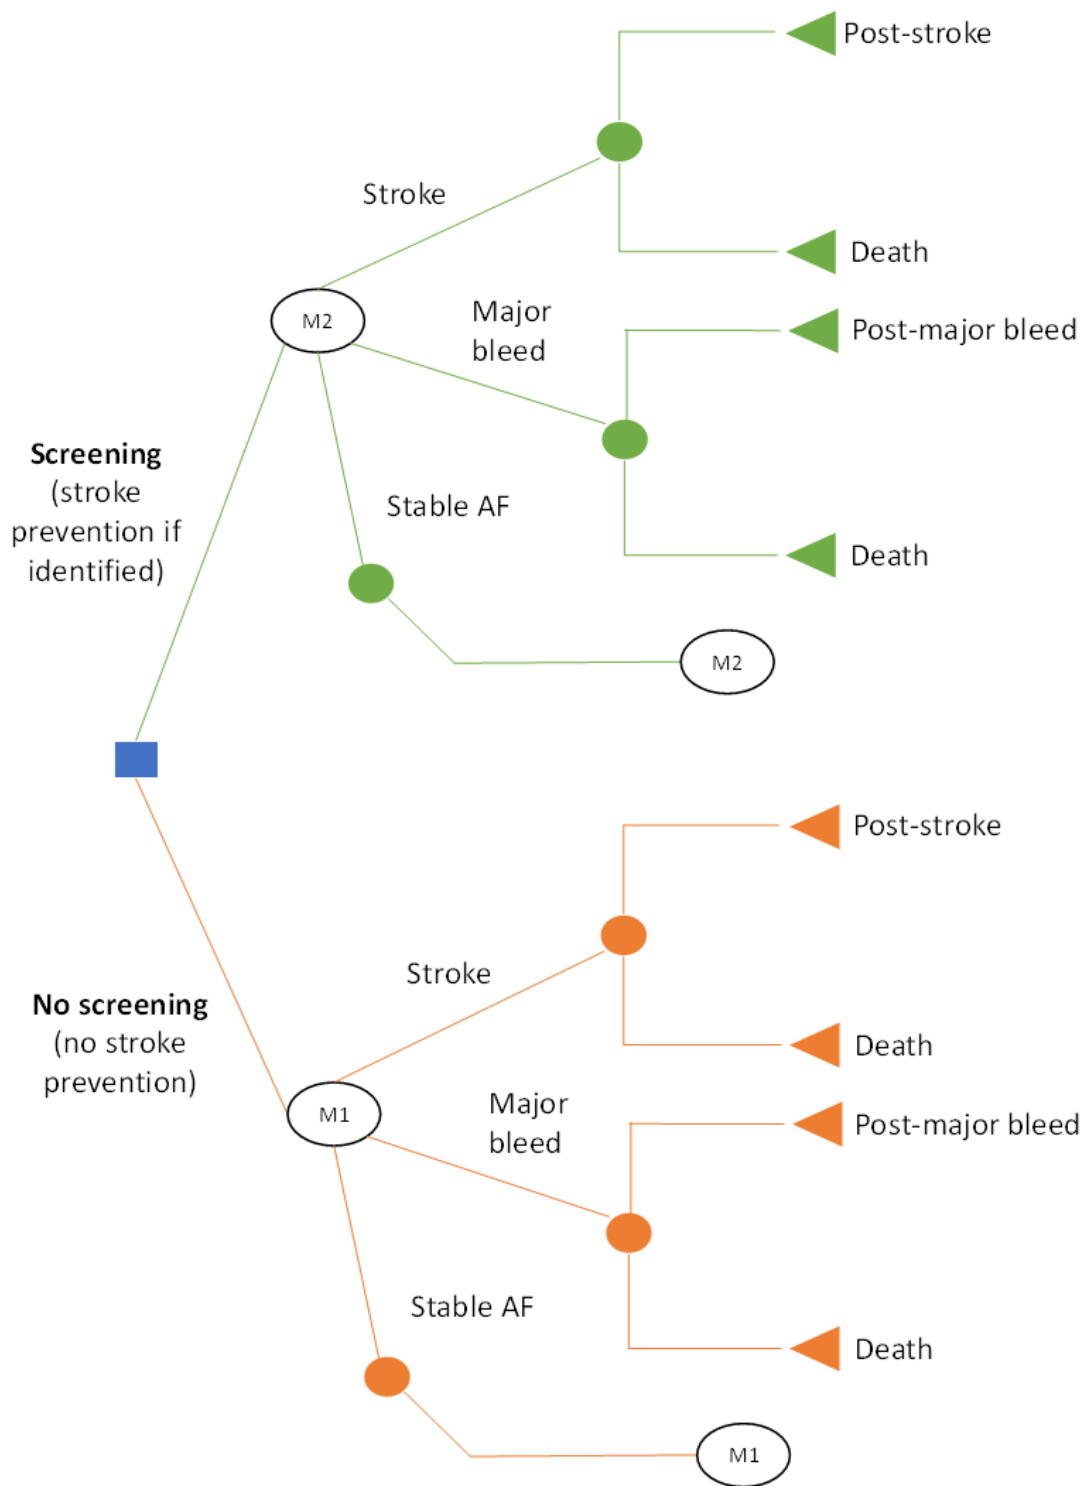 Post-stroke
Stroke
Death
M2
Major
bleed
Post-major bleed
Screening
(stroke
prevention if
identified)
Stable AF
Death
M2
Post-stroke
Stroke
No screening
(no stroke
prevention)
Death
M1
Major
bleed
Post-major bleed
Stable AF
Death
M1